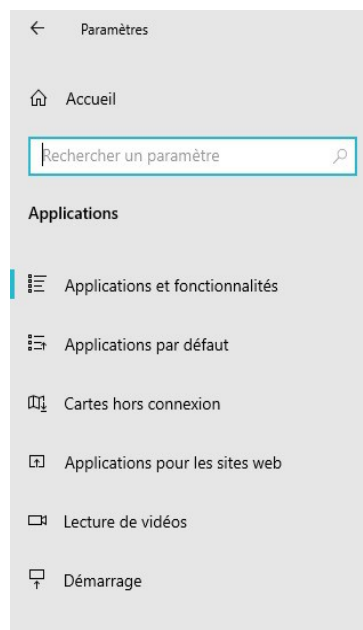 Paramètres
Accueil
Rechercher un paramètre
Applications
Applications et fonctionnalités
Applications par défaut
Cartes hors connexion
Applications pour les sites web
Lecture de vidéos
Démarrage